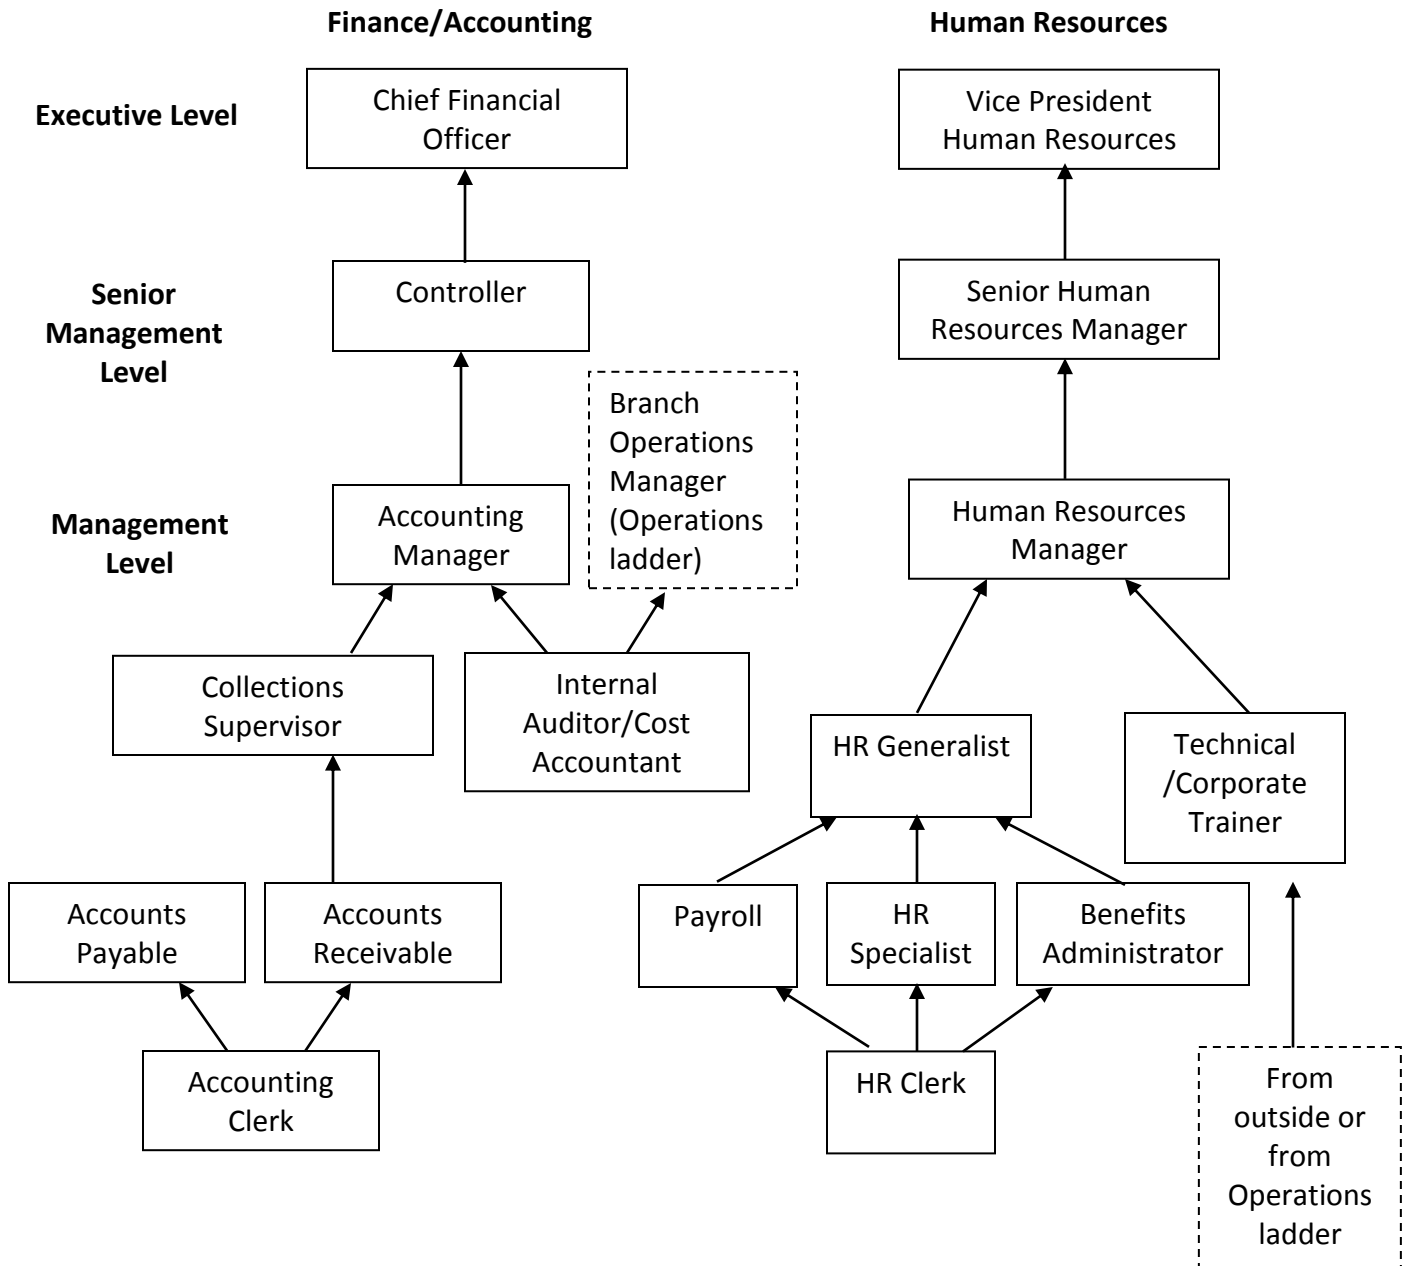 Finance/Accounting
Human Resources
Executive Level
Chief Financial
Officer
Vice President
Human Resources
Senior
Management
Level
Controller
Senior Human
Resources Manager
Branch
Operations
Manager
(Operations
ladder)
Management
Level
Accounting
Manager
Human Resources
Manager
Collections
Supervisor
Internal
Auditor/Cost
Accountant
HR Generalist
Technical
/Corporate
Trainer
Accounts
Payable
Accounts
Receivable
Payroll
HR
Specialist
Benefits
Administrator
Accounting
Clerk
HR Clerk
From
outside or
from
Operations
ladder